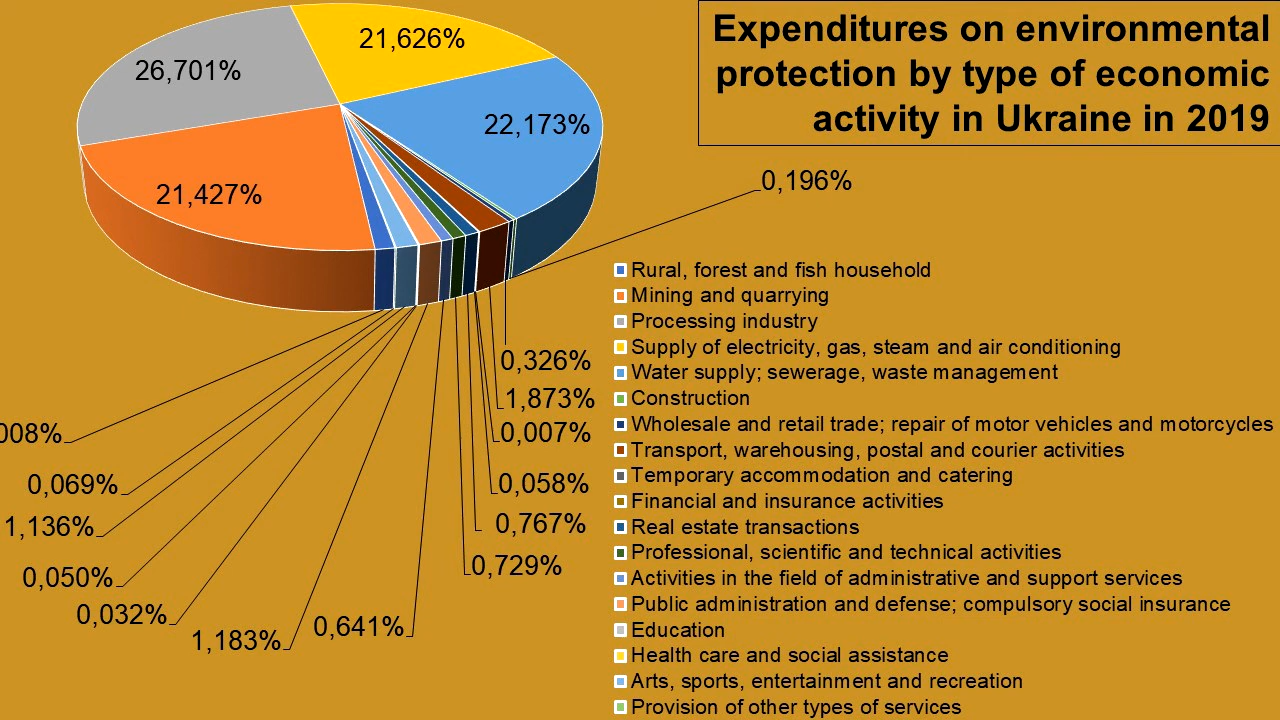 Expenditures on environmental
protection by type of economic
activity in Ukraine in 2019
21,626%
26,701%
22,173%
21,427%
0,196%
0,326%
1,873%
0,007%
0,058%
0,767%
0,729%
0,641%
1,183%
0,032%
0,050%
1,136%
0,069%
008%
Rural, forest and fish household
Mining and quarrying
Processing industry
Supply of electricity, gas, steam and air conditioning
Water supply; sewerage, waste management
Construction
Wholesale and retail trade; repair of motor vehicles and motorcycles
Transport, warehousing, postal and courier activities
Temporary accommodation and catering
Financial and insurance activities
Real estate transactions
Professional, scientific and technical activities
Activities in the field of administrative and support services
Public administration and defense; compulsory social insurance
Education
Health care and social assistance
Arts, sports, entertainment and recreation
Provision of other types of services